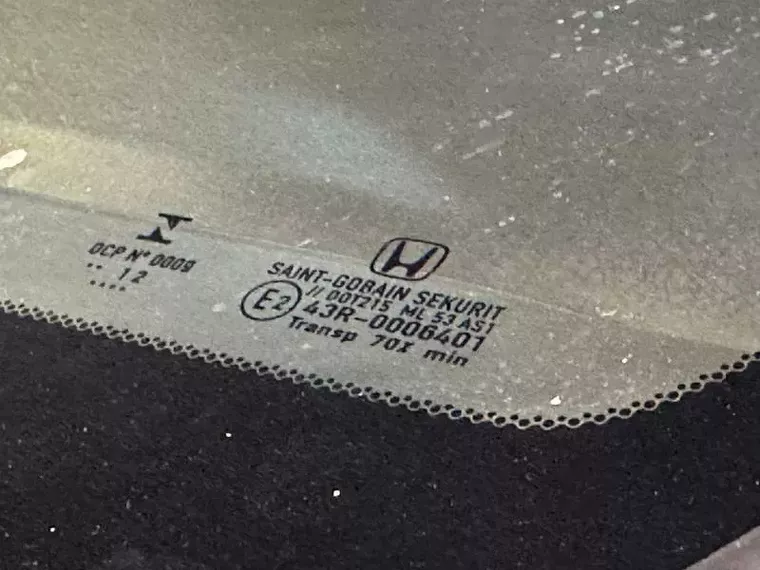 OCP N° 0009
.. 12
....
SAINT-GOBAIN SEKURIT
// DOT215 ML 53 AS1
E2 43R-0006401
Transp 70% min